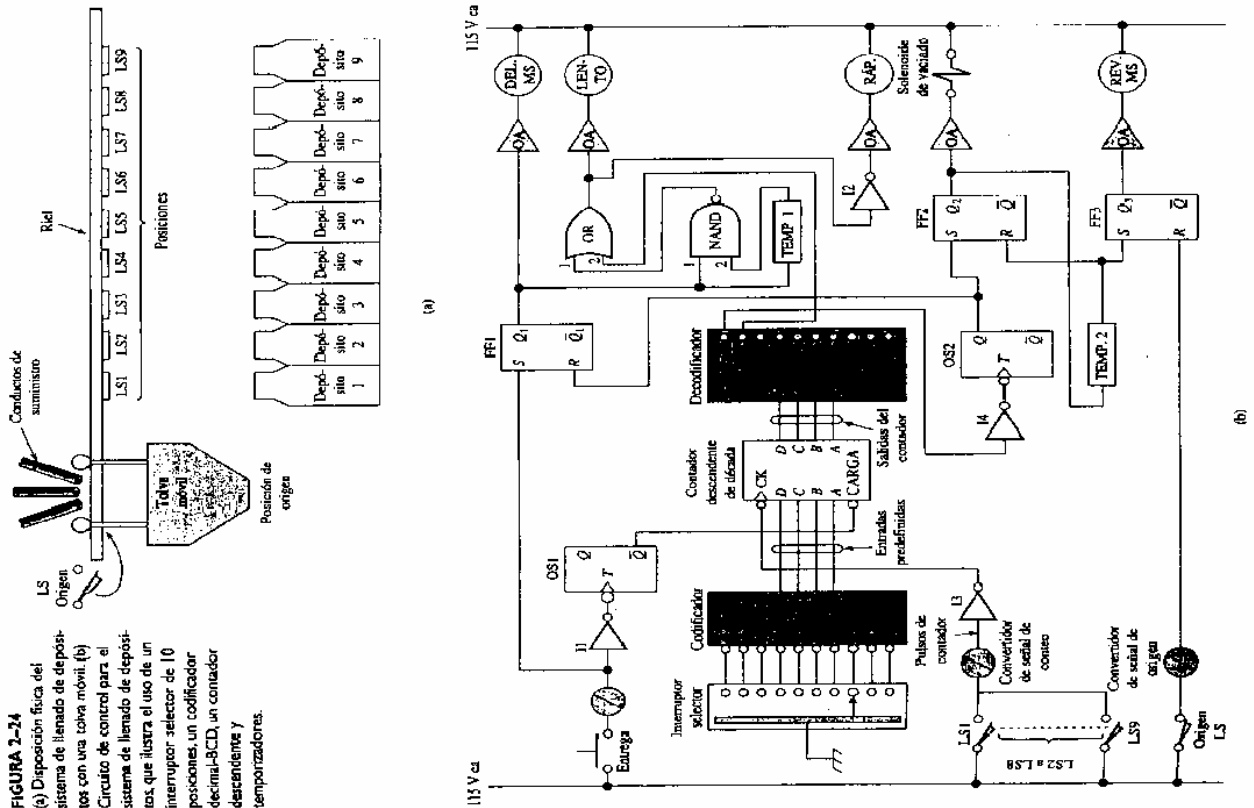 FIGURA 2-24
(a) Disposición física del
sistema de llenado de depósi-
tos con una tolva móvil. (b)
Circuito de control para el
sistema de llenado de depósi-
tos, que ilustra el uso de un
interruptor selector de 10
posiciones, un codificador
decimal-BCD, un contador
descendente y
temporizadores.
Conductos de
suministro
Riel
LS
Origen
LS1
LS2
LS3
LS4
LS5
LS6
LS7
LS8
LS9
Posiciones
Tolva
móvil
Posición de
origen
Depó-
sito
1
Depó-
sito
2
Depó-
sito
3
Depó-
sito
4
Depó-
sito
5
Depó-
sito
6
Depó-
sito
7
Depó-
sito
8
Depó-
sito
9
(a)
115 V ca
115 V ca
Entrega
I1
OS1
T
Q
Q̅
FF1
S
Q1
R
Q̅1
OA
DEL.
MS
OA
LEN-
TO
OR
1
2
NAND
1
2
TEMP. 1
I2
OA
RÁP.
Solenoide
de vaciado
OA
Interruptor
selector
Codificador
Entradas
predefinidas
Contador
descendente
de década
CK
D
C
B
A
D
C
B
A
CARGA
Salidas del
contador
Decodificador
FF2
S
Q2
R
Q̅
OS2
Q
T
Q̅
I4
TEMP. 2
FF3
S
Q3
R
Q̅
OA
REV.
MS
Pulsos de
contador
I3
Convertidor
de señal de
conteo
LS1
LS2 a LS8
LS9
Convertidor
de señal de
origen
Origen
LS
(b)